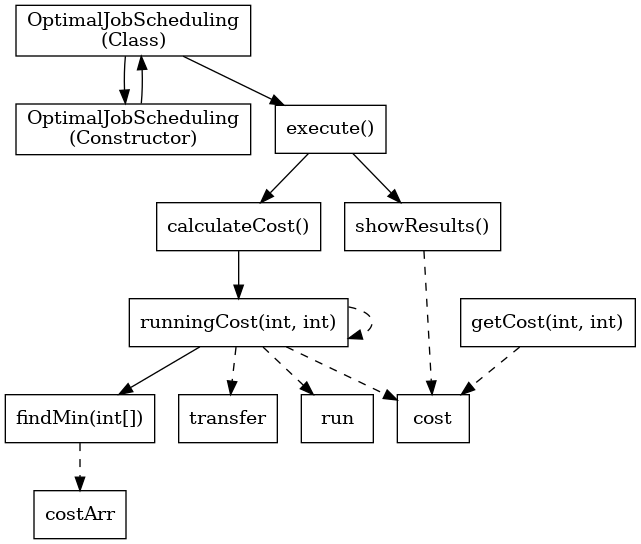 OptimalJobScheduling
(Class)
OptimalJobScheduling
(Constructor)
execute()
calculateCost()
showResults()
runningCost(int, int)
getCost(int, int)
findMin(int[])
transfer
run
cost
costArr